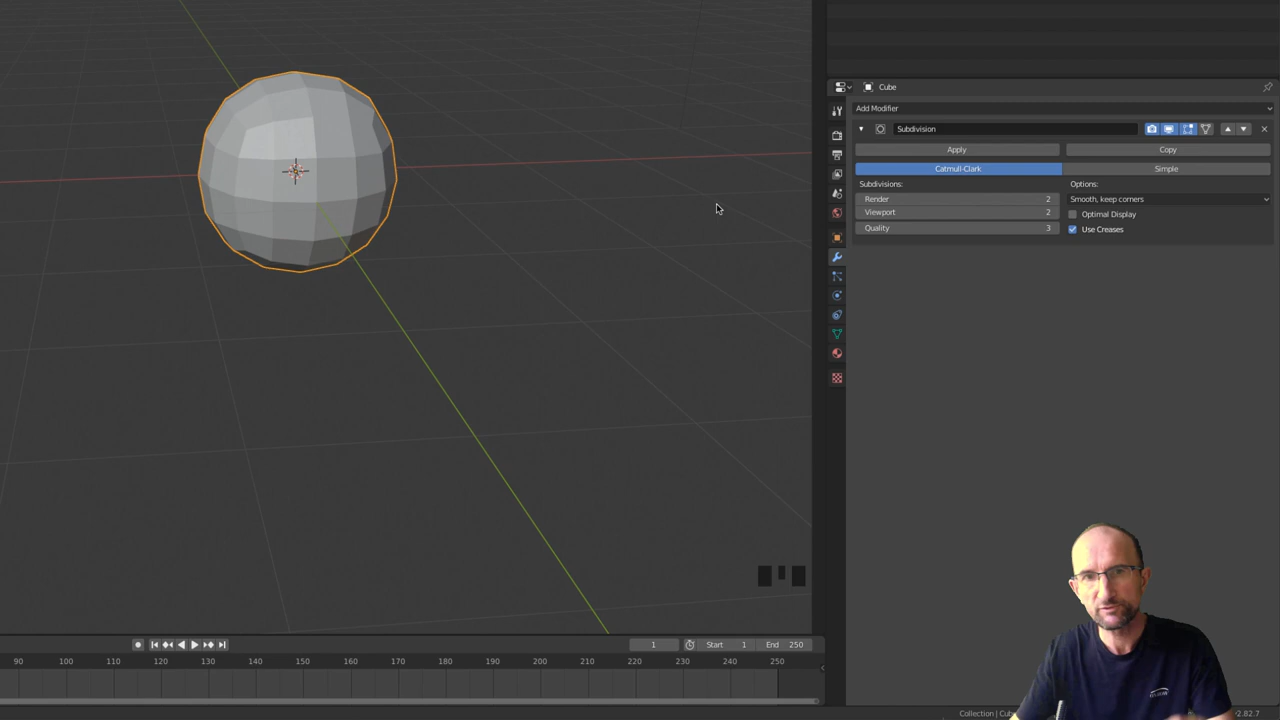 Cube
Add Modifier
Subdivision
Apply Copy
Catmull-Clark Simple
Subdivisions: Options:
Render 2 Smooth, keep corners
Viewport 2 Optimal Display
Quality 3 Use Creases
1 Start 1 End 250
90 100 110 120 130 140 150 160 170 180 190 200 210 220 230 240 250
Collection | Cube
2.82.7